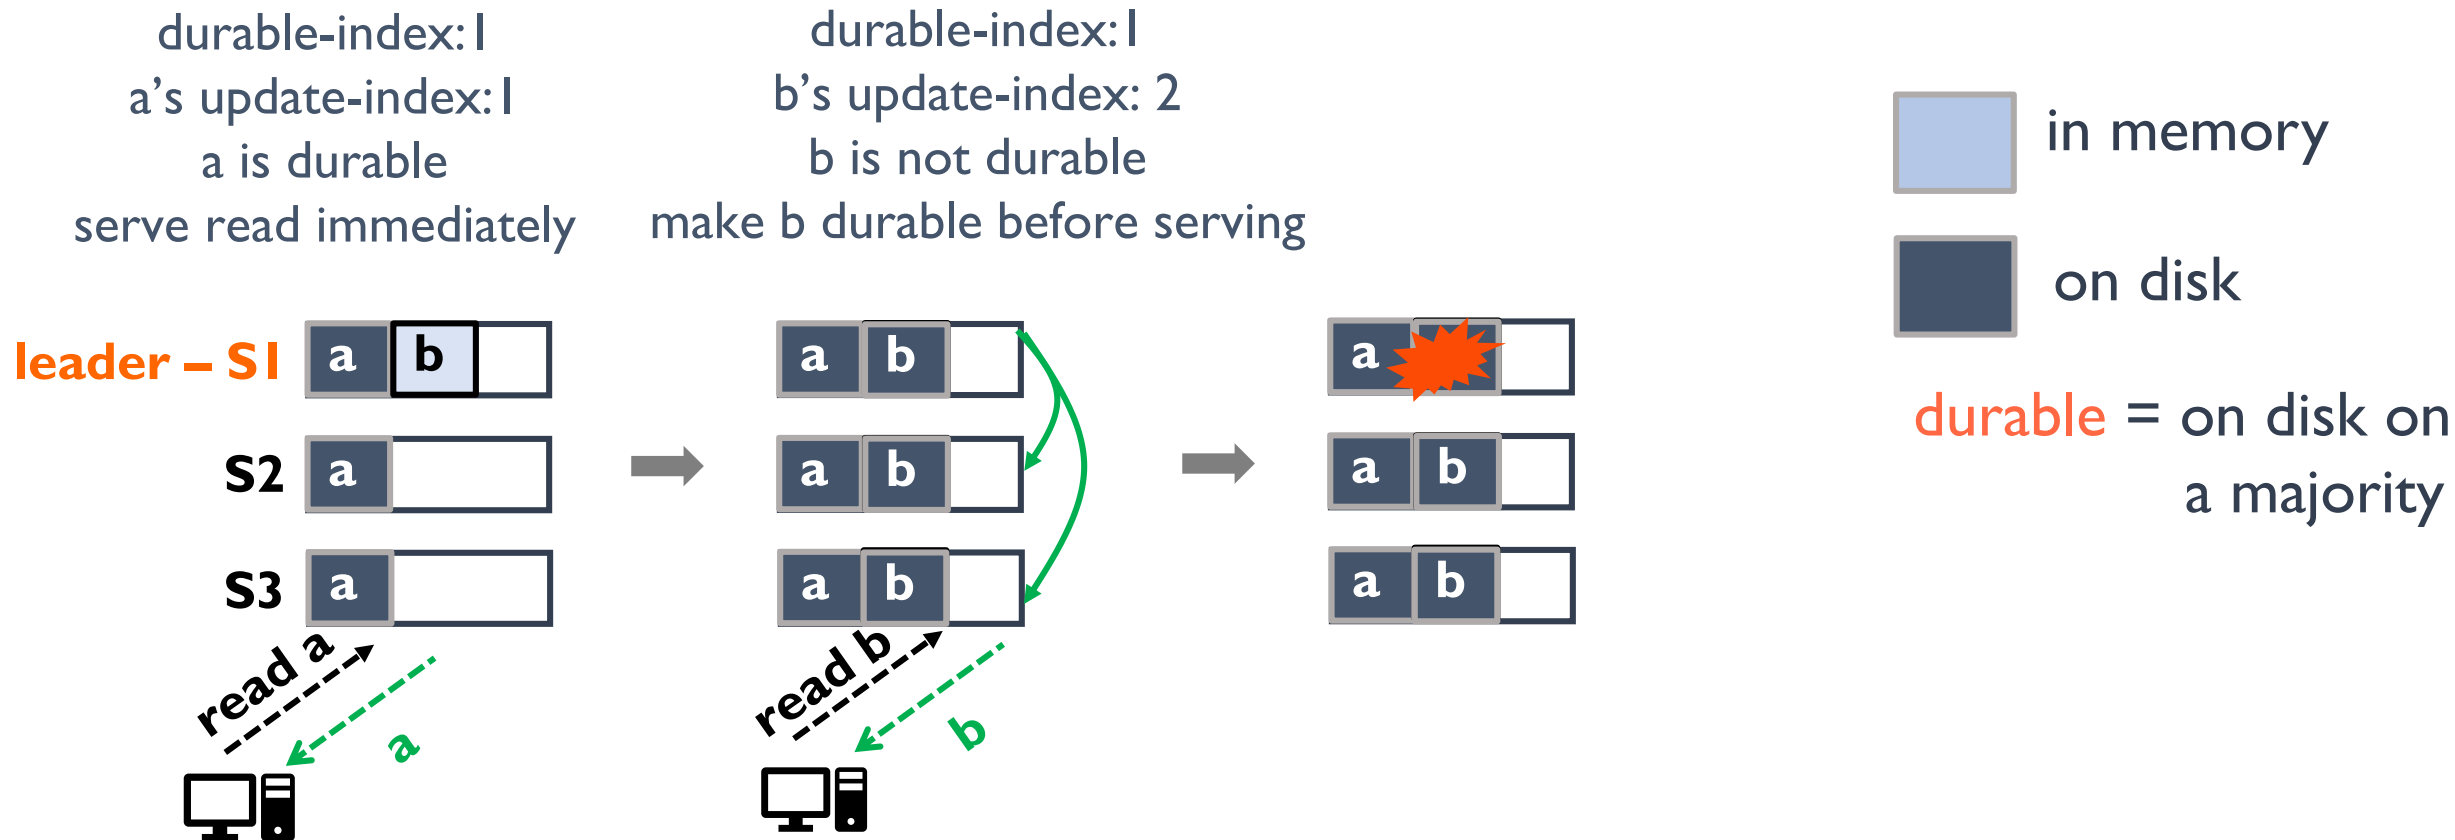 durable-index:1
a's update-index:1
a is durable
serve read immediately
durable-index:1
b's update-index: 2
b is not durable
make b durable before serving
in memory
on disk
durable = on disk on
a majority
leader – S1
a
b
S2
a
S3
a
read a
a
a
b
a
b
a
b
read b
b
a
a
b
a
b